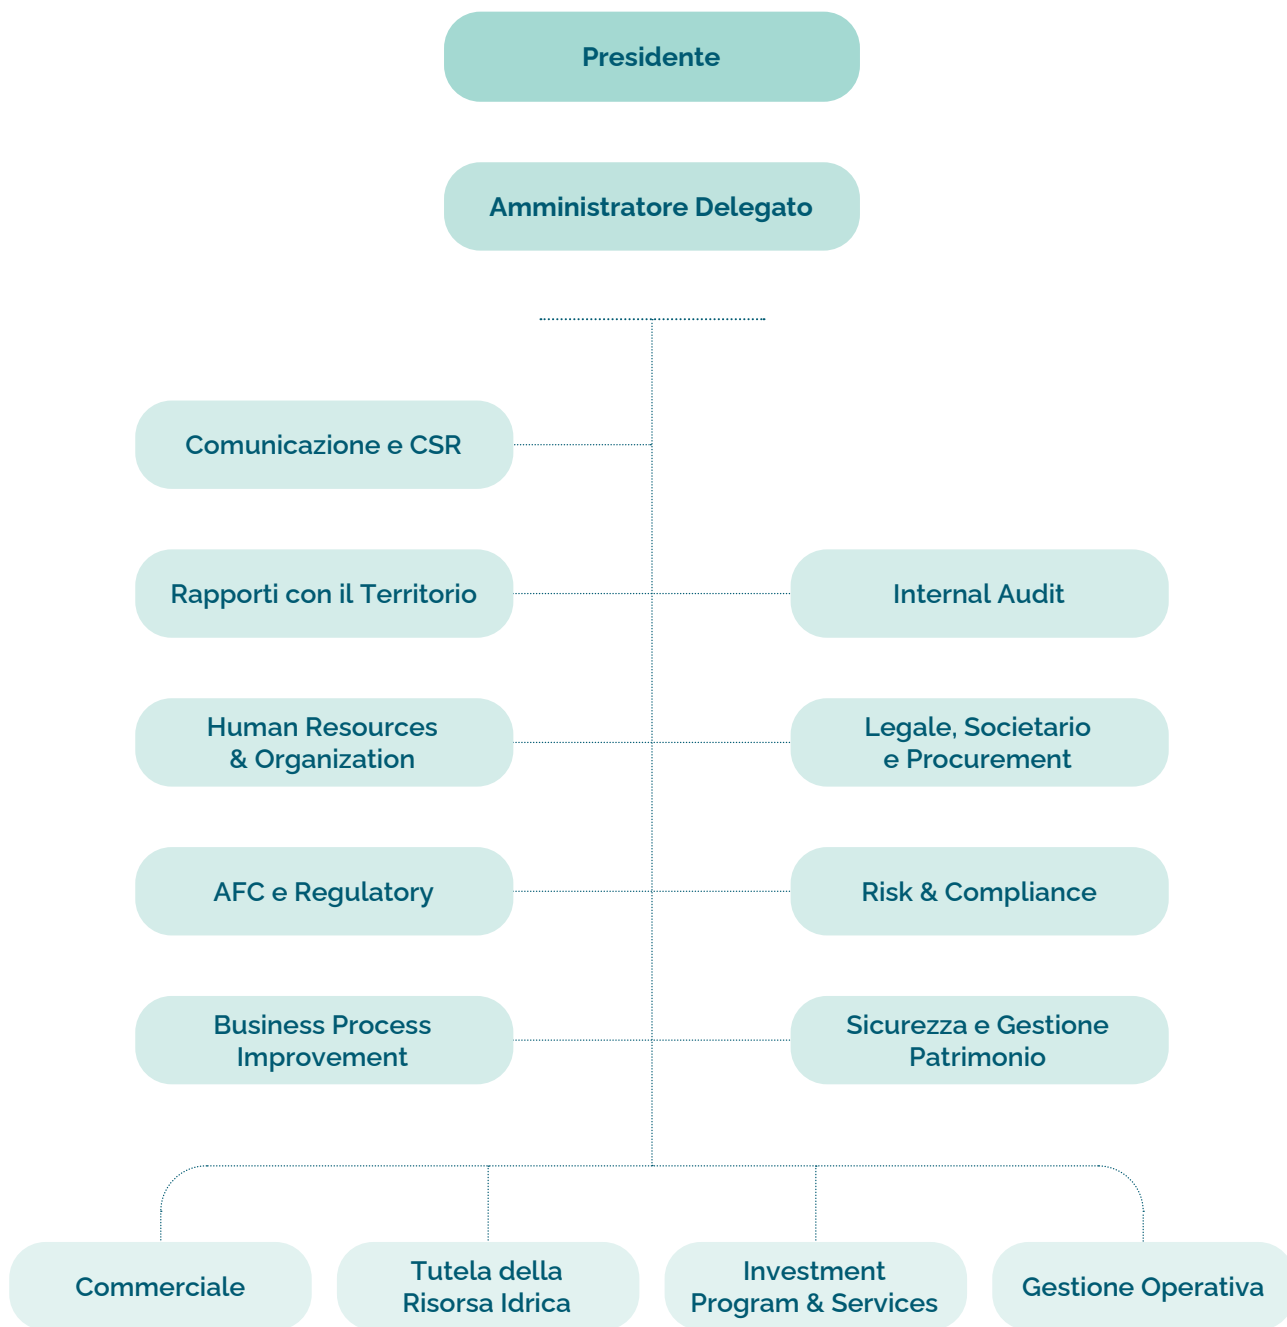 Presidente
Amministratore Delegato
Comunicazione e CSR
Rapporti con il Territorio
Internal Audit
Human Resources
& Organization
Legale, Societario
e Procurement
AFC e Regulatory
Risk & Compliance
Business Process
Improvement
Sicurezza e Gestione
Patrimonio
Commerciale
Tutela della
Risorsa Idrica
Investment
Program & Services
Gestione Operativa